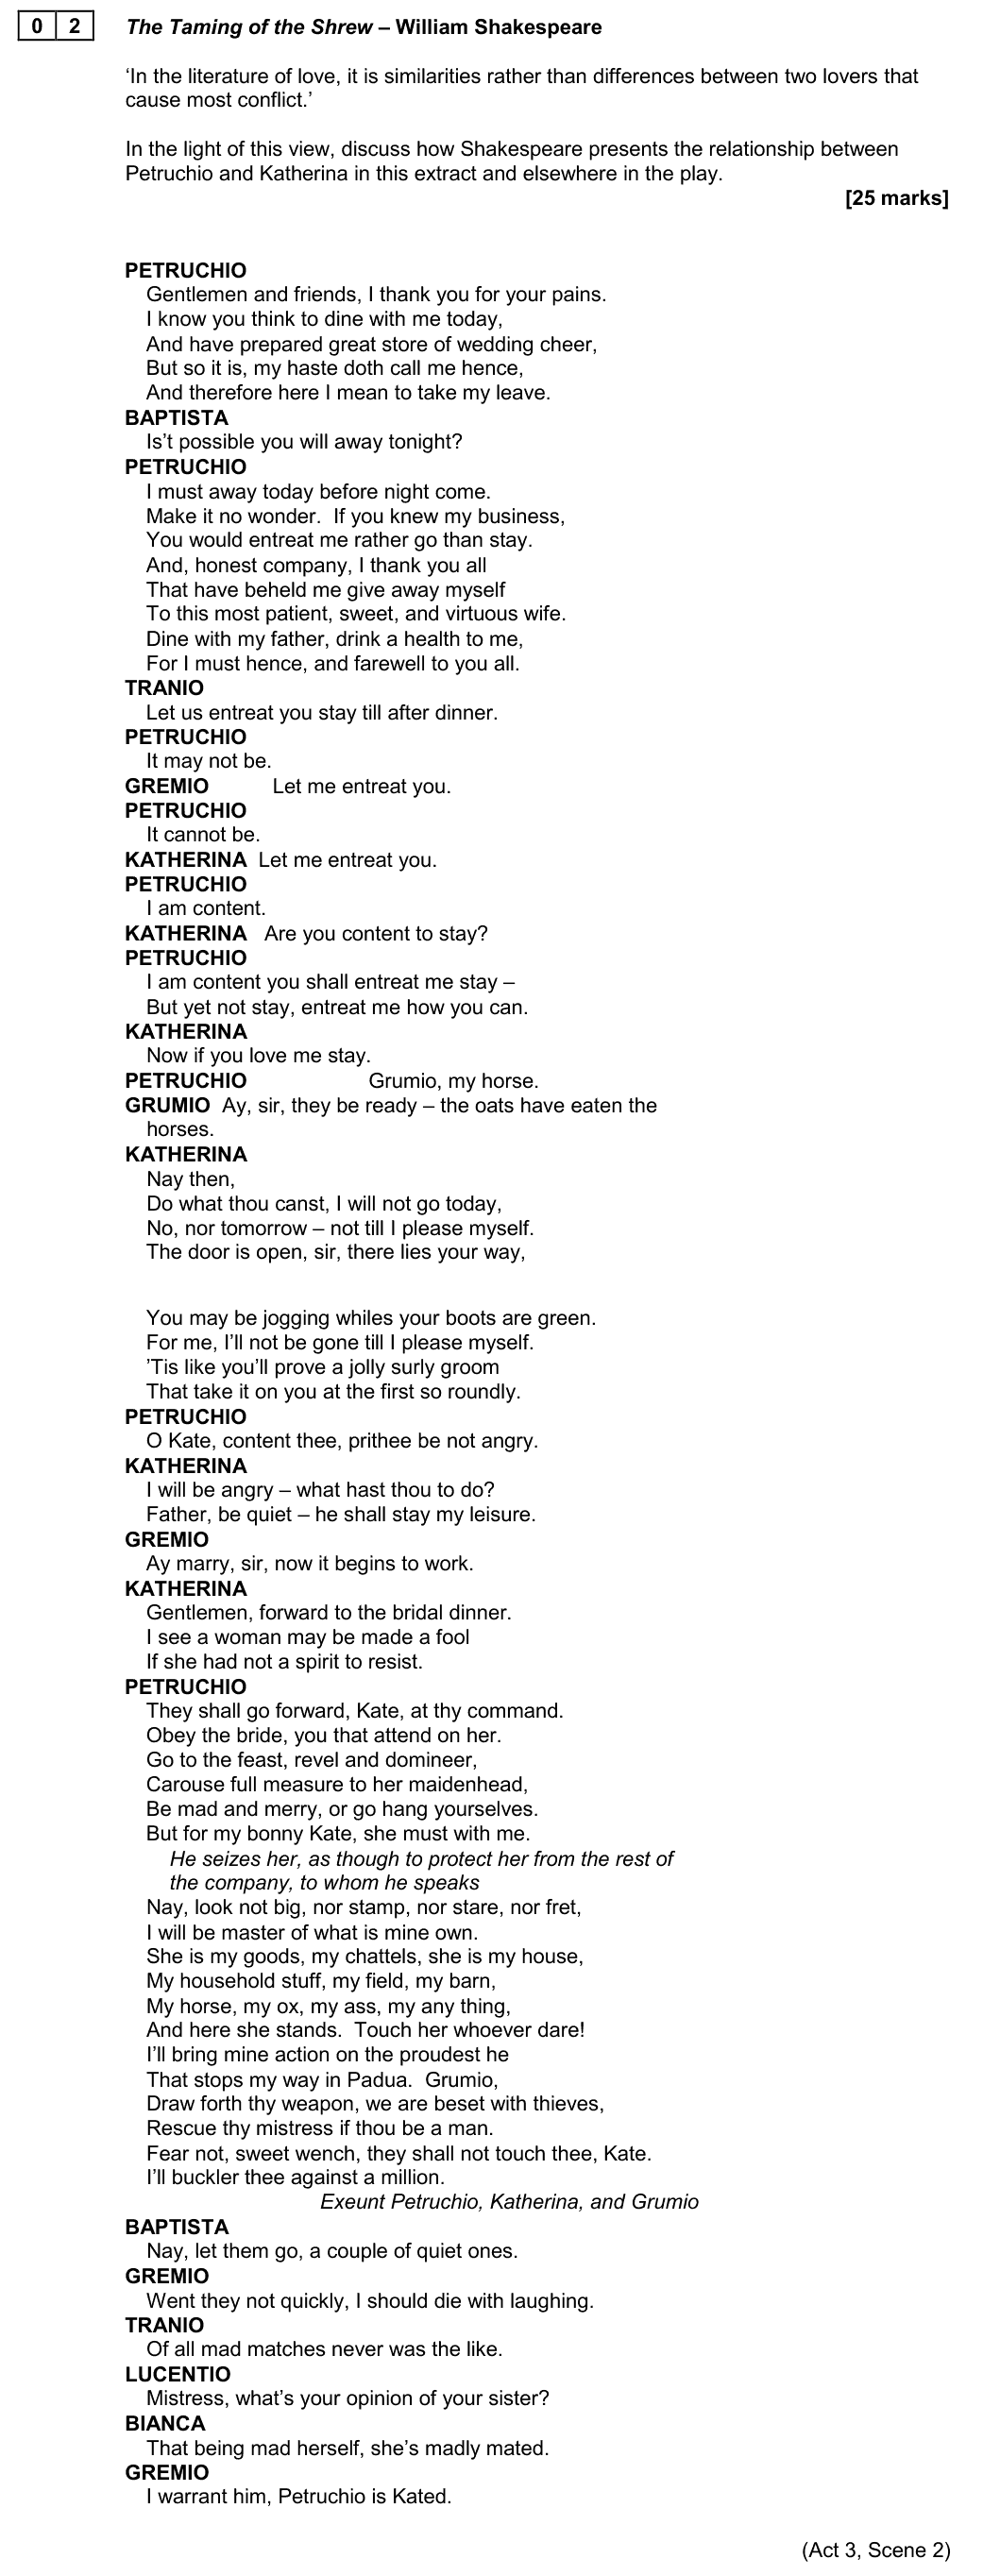 0 2 The Taming of the Shrew – William Shakespeare
‘In the literature of love, it is similarities rather than differences between two lovers that
cause most conflict.’
In the light of this view, discuss how Shakespeare presents the relationship between
Petruchio and Katherina in this extract and elsewhere in the play.
[25 marks]
PETRUCHIO
Gentlemen and friends, I thank you for your pains.
I know you think to dine with me today,
And have prepared great store of wedding cheer,
But so it is, my haste doth call me hence,
And therefore here I mean to take my leave.
BAPTISTA
Is’t possible you will away tonight?
PETRUCHIO
I must away today before night come.
Make it no wonder. If you knew my business,
You would entreat me rather go than stay.
And, honest company, I thank you all
That have beheld me give away myself
To this most patient, sweet, and virtuous wife.
Dine with my father, drink a health to me,
For I must hence, and farewell to you all.
TRANIO
Let us entreat you stay till after dinner.
PETRUCHIO
It may not be.
GREMIO Let me entreat you.
PETRUCHIO
It cannot be.
KATHERINA Let me entreat you.
PETRUCHIO
I am content.
KATHERINA Are you content to stay?
PETRUCHIO
I am content you shall entreat me stay –
But yet not stay, entreat me how you can.
KATHERINA
Now if you love me stay.
PETRUCHIO Grumio, my horse.
GRUMIO Ay, sir, they be ready – the oats have eaten the
horses.
KATHERINA
Nay then,
Do what thou canst, I will not go today,
No, nor tomorrow – not till I please myself.
The door is open, sir, there lies your way,
You may be jogging whiles your boots are green.
For me, I’ll not be gone till I please myself.
’Tis like you’ll prove a jolly surly groom
That take it on you at the first so roundly.
PETRUCHIO
O Kate, content thee, prithee be not angry.
KATHERINA
I will be angry – what hast thou to do?
Father, be quiet – he shall stay my leisure.
GREMIO
Ay marry, sir, now it begins to work.
KATHERINA
Gentlemen, forward to the bridal dinner.
I see a woman may be made a fool
If she had not a spirit to resist.
PETRUCHIO
They shall go forward, Kate, at thy command.
Obey the bride, you that attend on her.
Go to the feast, revel and domineer,
Carouse full measure to her maidenhead,
Be mad and merry, or go hang yourselves.
But for my bonny Kate, she must with me.
He seizes her, as though to protect her from the rest of
the company, to whom he speaks
Nay, look not big, nor stamp, nor stare, nor fret,
I will be master of what is mine own.
She is my goods, my chattels, she is my house,
My household stuff, my field, my barn,
My horse, my ox, my ass, my any thing,
And here she stands. Touch her whoever dare!
I’ll bring mine action on the proudest he
That stops my way in Padua. Grumio,
Draw forth thy weapon, we are beset with thieves,
Rescue thy mistress if thou be a man.
Fear not, sweet wench, they shall not touch thee, Kate.
I’ll buckler thee against a million.
Exeunt Petruchio, Katherina, and Grumio
BAPTISTA
Nay, let them go, a couple of quiet ones.
GREMIO
Went they not quickly, I should die with laughing.
TRANIO
Of all mad matches never was the like.
LUCENTIO
Mistress, what’s your opinion of your sister?
BIANCA
That being mad herself, she’s madly mated.
GREMIO
I warrant him, Petruchio is Kated.
(Act 3, Scene 2)